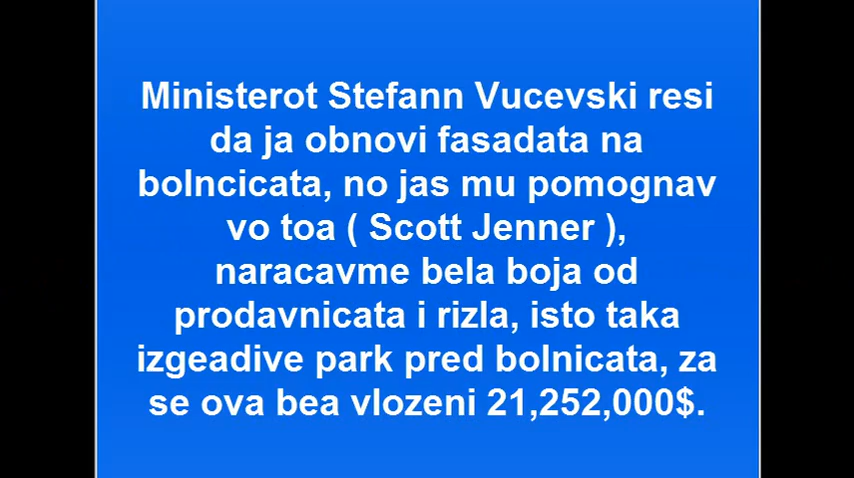 Ministerot Stefann Vucevski resi
da ja obnovi fasadata na
bolncicata, no jas mu pomognav
vo toa ( Scott Jenner ),
naracavme bela boja od
prodavnicata i rizla, isto taka
izgeadive park pred bolnicata, za
se ova bea vlozeni 21,252,000$.